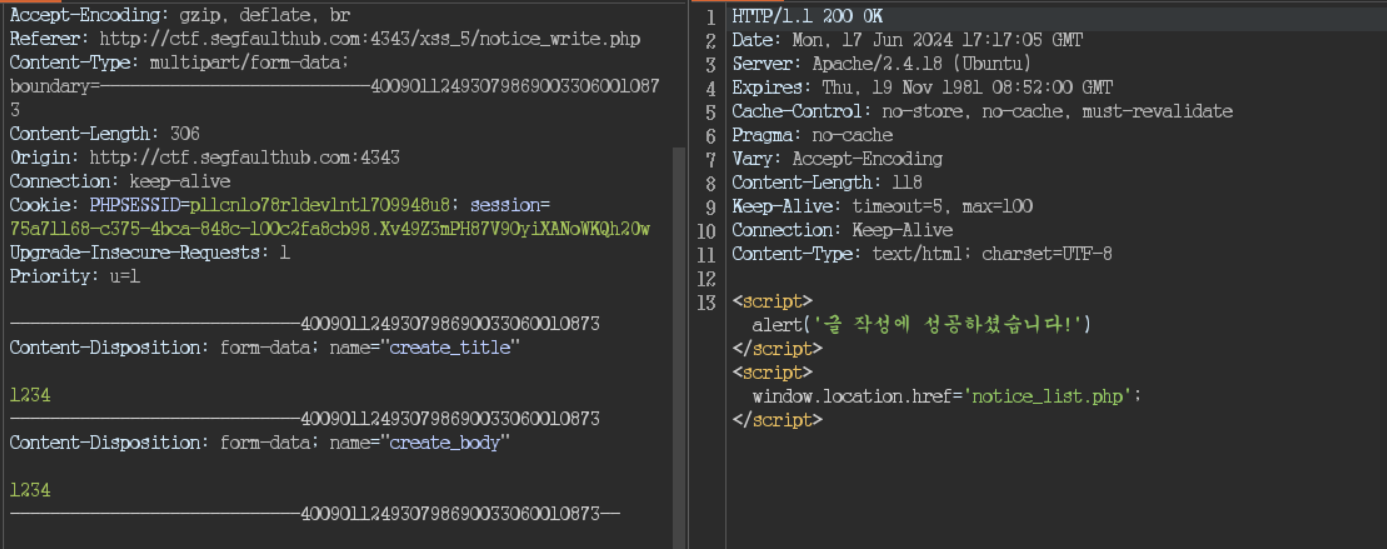 Accept-Encoding: gzip, deflate, br
Referer: http://ctf.segfaulthub.com:4343/xss_5/notice_write.php
Content-Type: multipart/form-data;
boundary=---------------------------40090112493079869003306001087
3
Content-Length: 306
Origin: http://ctf.segfaulthub.com:4343
Connection: keep-alive
Cookie: PHPSESSID=pllcnlo78rldevlntl709948u8; session=
75a71168-c375-4bca-848c-100c2fa8cb98.Xv49Z3mPH87V9OyiXANoWKQh20w
Upgrade-Insecure-Requests: 1
Priority: u=1
-----------------------------400901124930798690033060010873
Content-Disposition: form-data; name="create_title"
1234
-----------------------------400901124930798690033060010873
Content-Disposition: form-data; name="create_body"
1234
-----------------------------400901124930798690033060010873--
1 HTTP/1.1 200 OK
2 Date: Mon, 17 Jun 2024 17:17:05 GMT
3 Server: Apache/2.4.18 (Ubuntu)
4 Expires: Thu, 19 Nov 1981 08:52:00 GMT
5 Cache-Control: no-store, no-cache, must-revalidate
6 Pragma: no-cache
7 Vary: Accept-Encoding
8 Content-Length: 118
9 Keep-Alive: timeout=5, max=100
10 Connection: Keep-Alive
11 Content-Type: text/html; charset=UTF-8
12
13 <script>
alert('글 작성에 성공하셨습니다!')
</script>
<script>
window.location.href='notice_list.php';
</script>